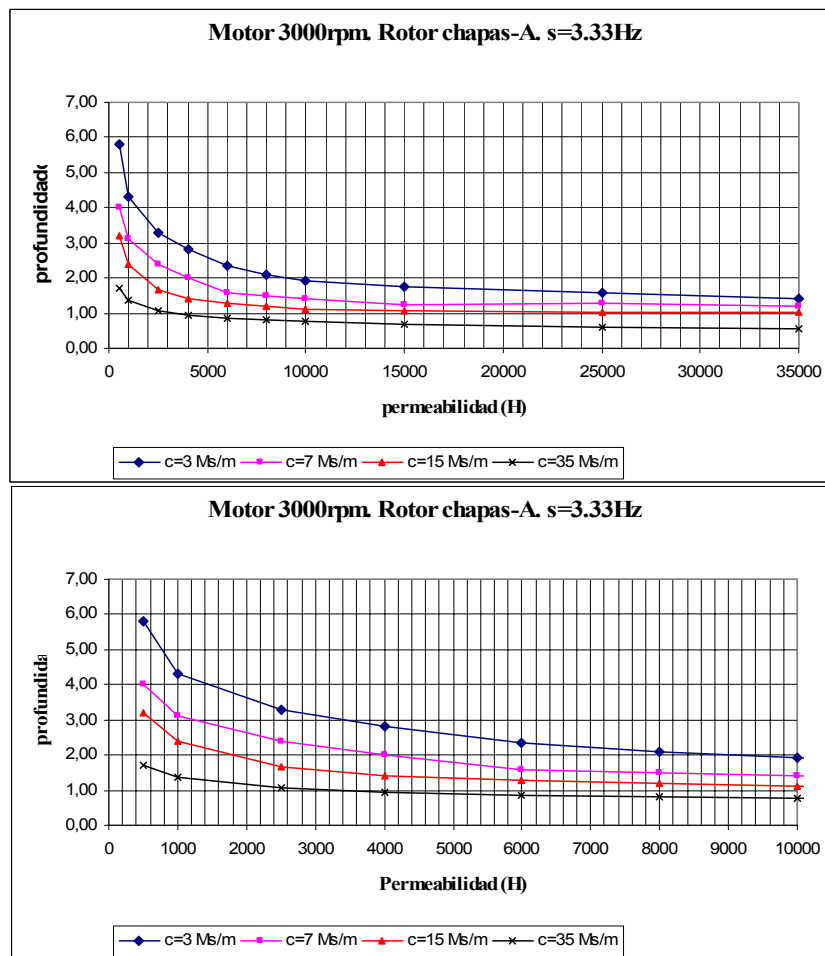 Motor 3000rpm. Rotor chapas-A. s=3.33Hz
profundidade
7,00
6,00
5,00
4,00
3,00
2,00
1,00
0,00
0 5000 10000 15000 20000 25000 30000 35000
permeabilidad (H)
c=3 Ms/m c=7 Ms/m c=15 Ms/m c=35 Ms/m
Motor 3000rpm. Rotor chapas-A. s=3.33Hz
profundida
7,00
6,00
5,00
4,00
3,00
2,00
1,00
0,00
0 1000 2000 3000 4000 5000 6000 7000 8000 9000 10000
Permeabilidad (H)
c=3 Ms/m c=7 Ms/m c=15 Ms/m c=35 Ms/m